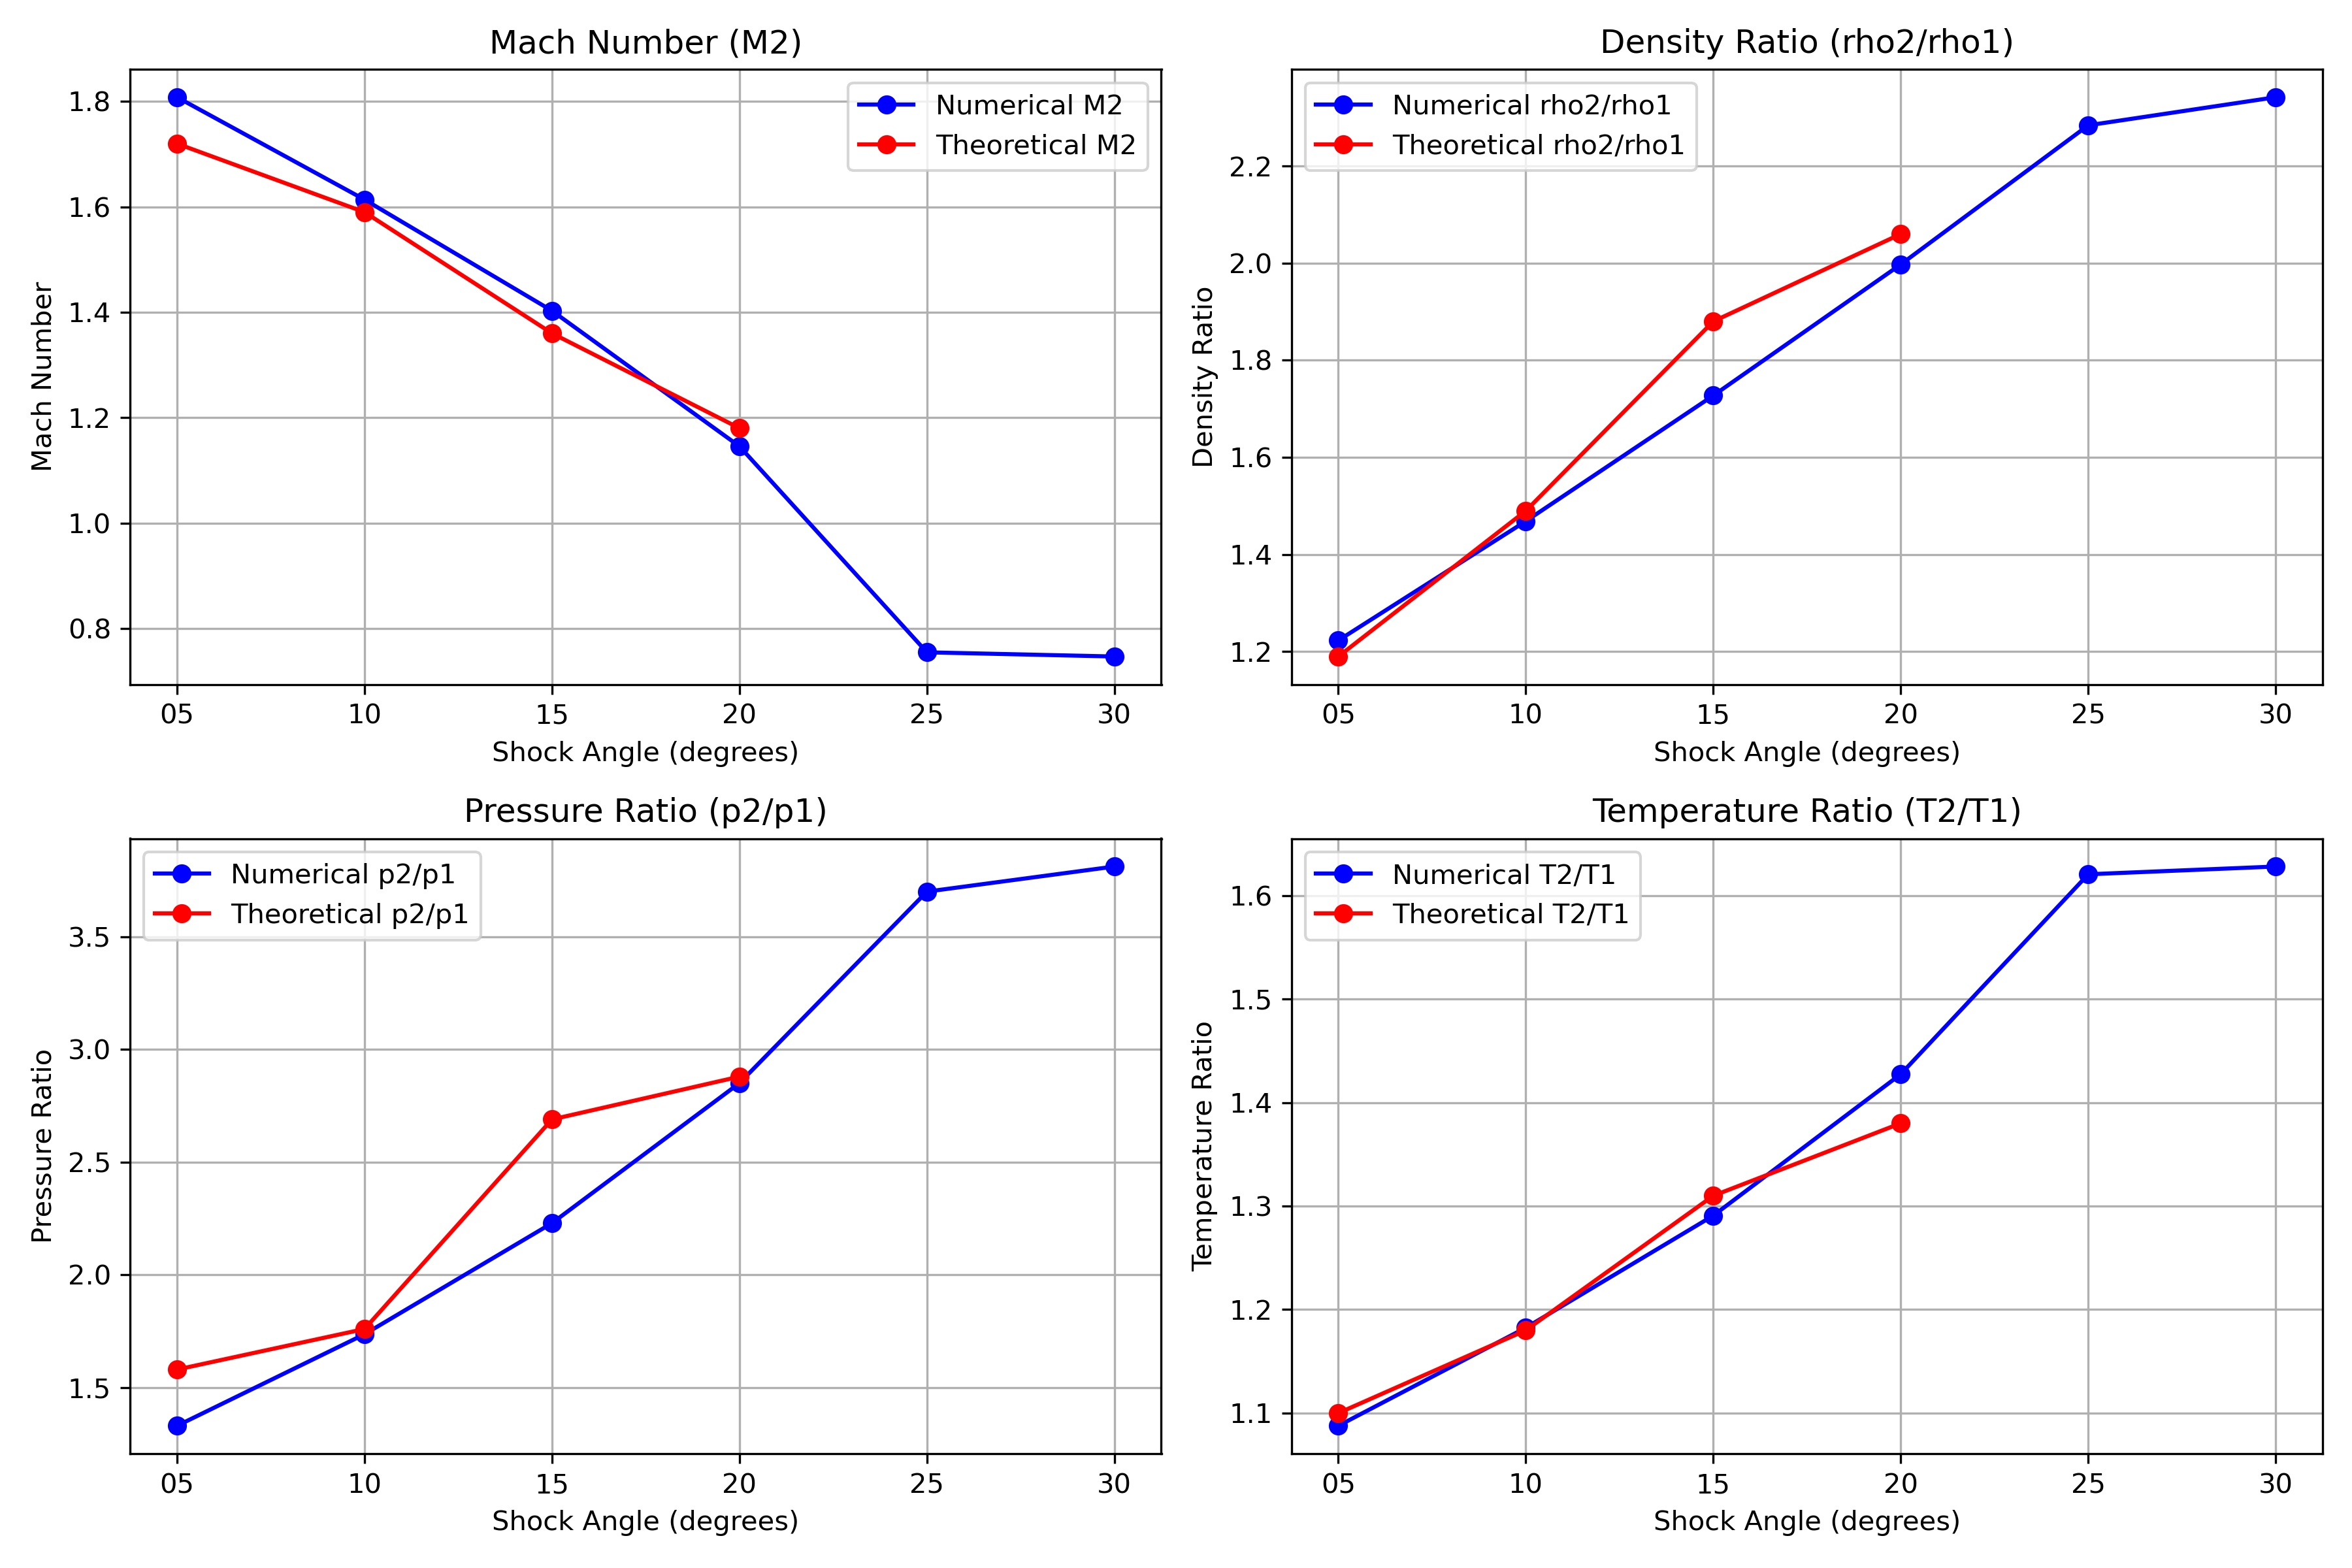 Mach Number (M2)
Numerical M2
Theoretical M2
Mach Number
1.8
1.6
1.4
1.2
1.0
0.8
05 10 15 20 25 30
Shock Angle (degrees)
Density Ratio (rho2/rho1)
Numerical rho2/rho1
Theoretical rho2/rho1
Density Ratio
2.2
2.0
1.8
1.6
1.4
1.2
05 10 15 20 25 30
Shock Angle (degrees)
Pressure Ratio (p2/p1)
Numerical p2/p1
Theoretical p2/p1
Pressure Ratio
3.5
3.0
2.5
2.0
1.5
05 10 15 20 25 30
Shock Angle (degrees)
Temperature Ratio (T2/T1)
Numerical T2/T1
Theoretical T2/T1
Temperature Ratio
1.6
1.5
1.4
1.3
1.2
1.1
05 10 15 20 25 30
Shock Angle (degrees)